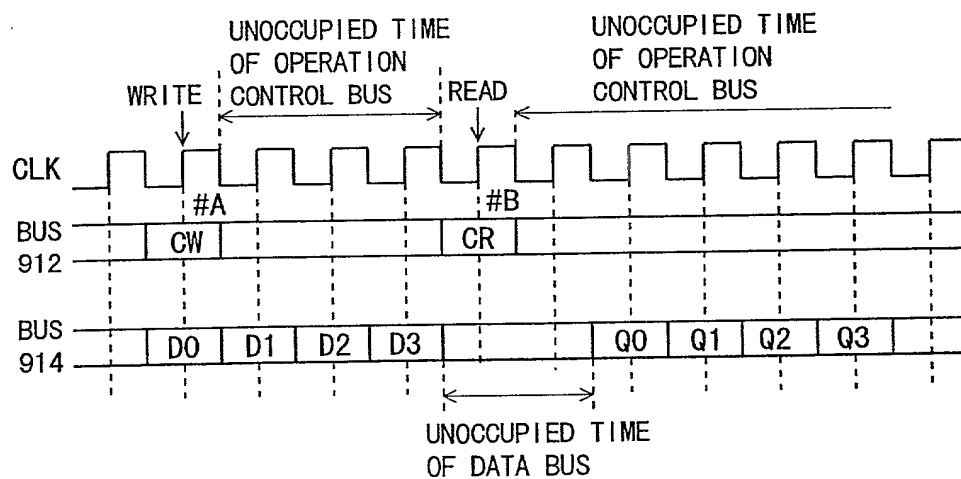 UNOCCUPIED TIME
OF OPERATION
CONTROL BUS
UNOCCUPIED TIME
OF OPERATION
CONTROL BUS
WRITE
READ
CLK
#A
#B
BUS
912
CW
CR
BUS
914
D0
D1
D2
D3
Q0
Q1
Q2
Q3
UNOCCUPIED TIME
OF DATA BUS